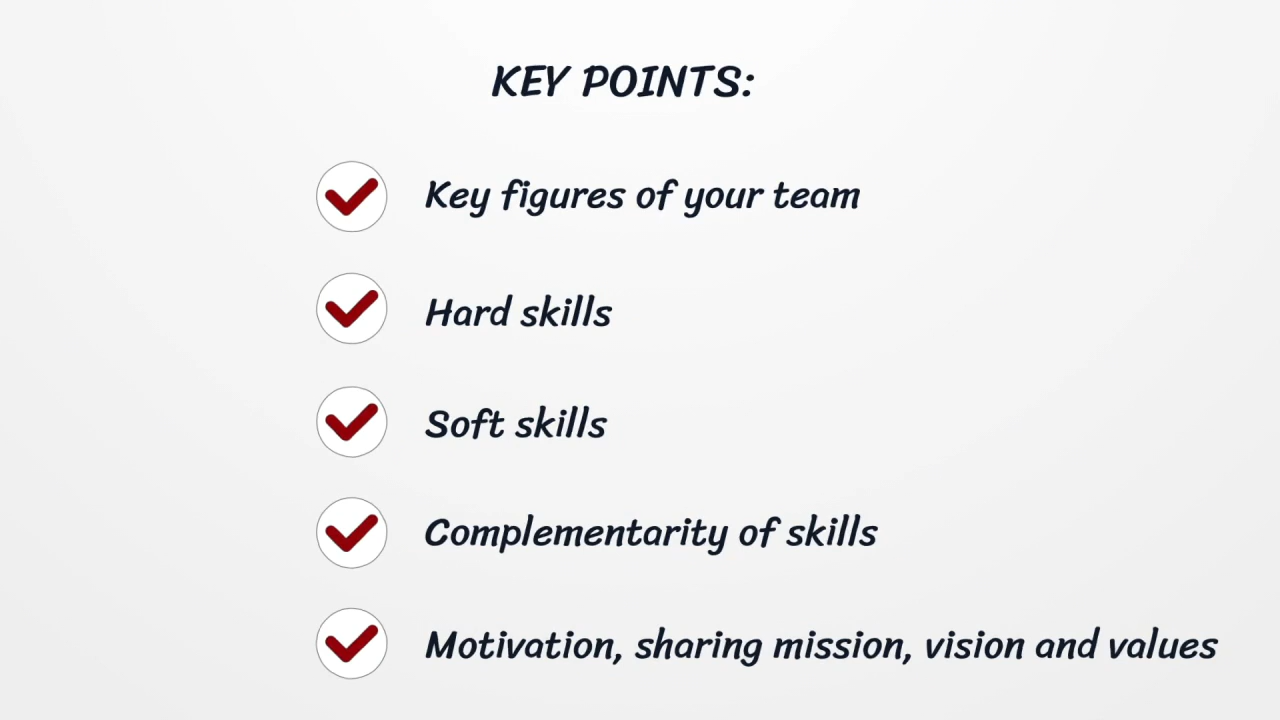 KEY POINTS:
Key figures of your team
Hard skills
Soft skills
Complementarity of skills
Motivation, sharing mission, vision and values